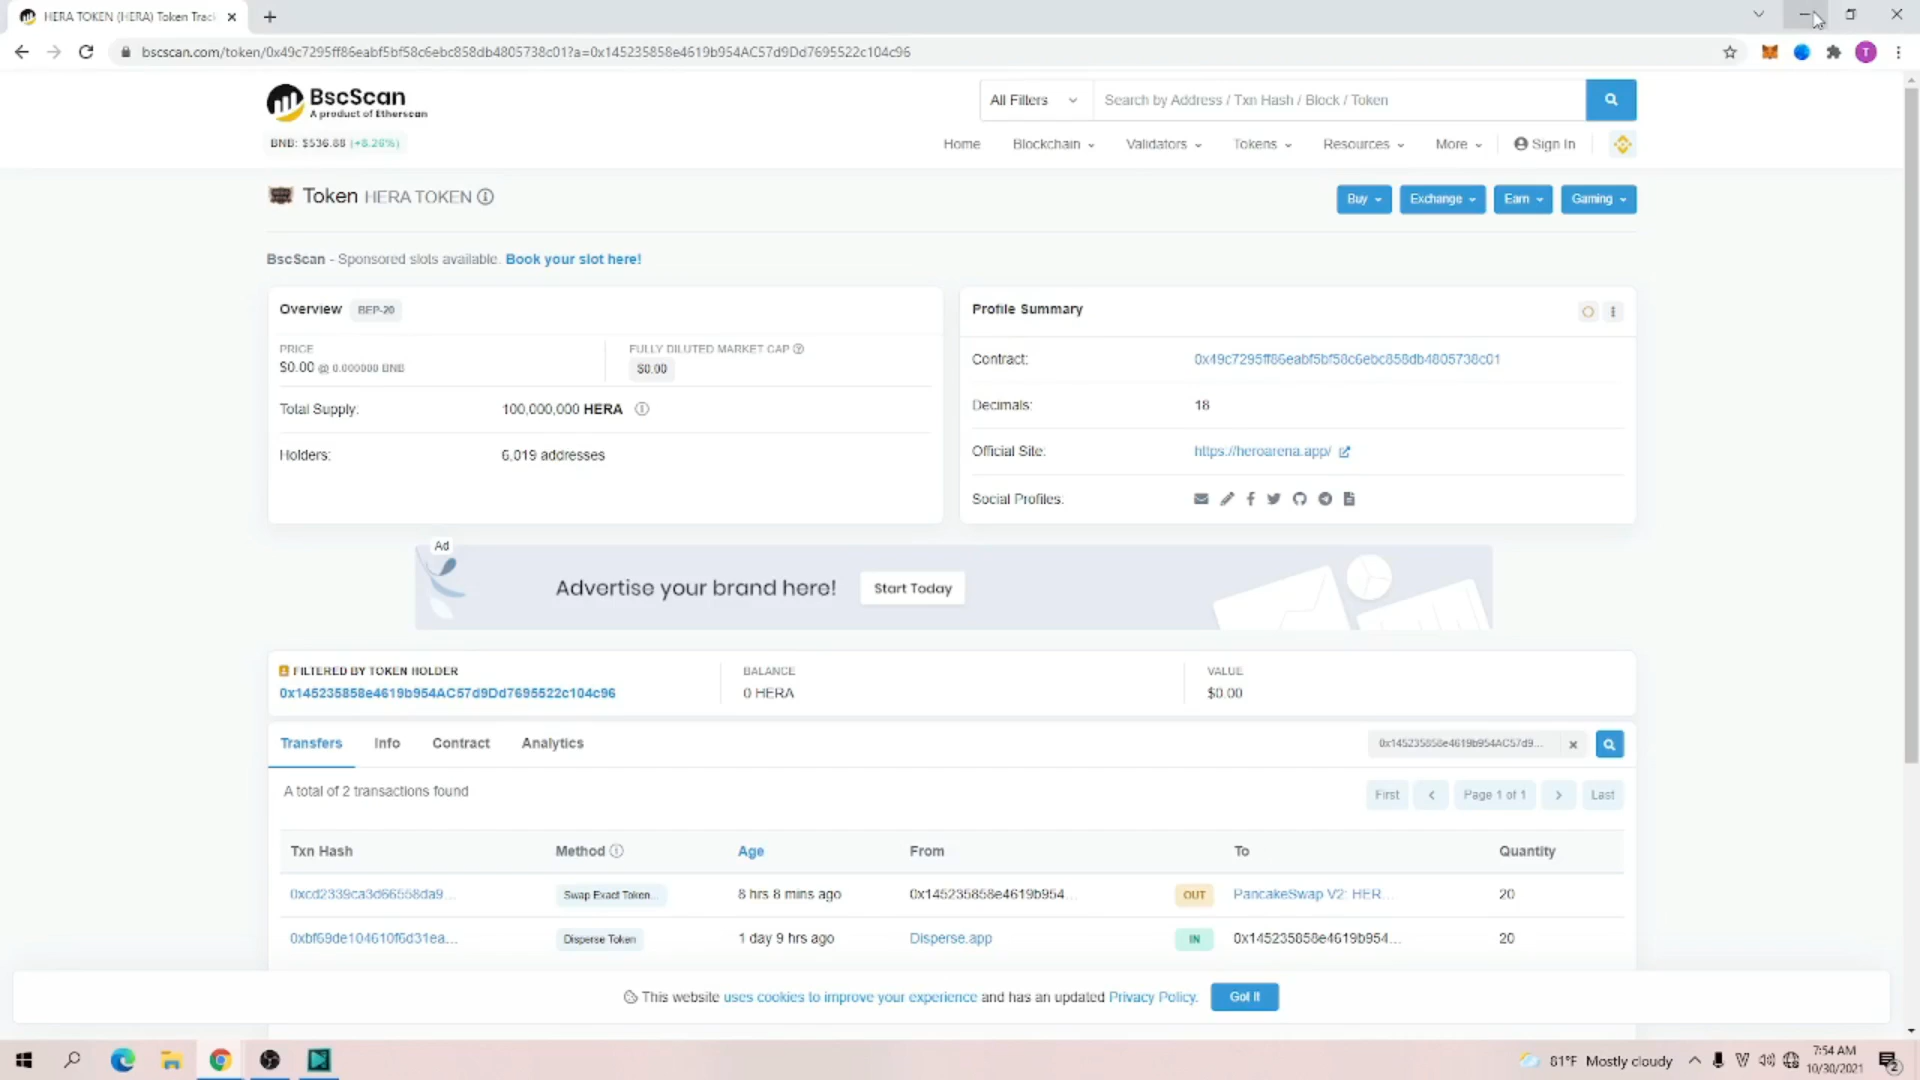 HERA TOKEN (HERA) Token Track
bscscan.com/token/0x49c7295ff86eabf5bf58c6ebc858db4805738c01?a=0x145235858e4619b954AC57d9Dd7695522c104c96
T
BscScan
A product of Etherscan
All Filters
Search by Address / Txn Hash / Block / Token
BNB: $536.88 (+8.26%)
Home Blockchain Validators Tokens Resources More Sign In
Token HERA TOKEN
Buy Exchange Earn Gaming
BscScan - Sponsored slots available. Book your slot here!
Overview BEP-20
PRICE
$0.00 @ 0.000000 BNB
FULLY DILUTED MARKET CAP
$0.00
Total Supply: 100,000,000 HERA
Holders: 6,019 addresses
Profile Summary
Contract: 0x49c7295ff86eabf5bf58c6ebc858db4805738c01
Decimals: 18
Official Site: https://heroarena.app/
Social Profiles:
Ad
Advertise your brand here! Start Today
FILTERED BY TOKEN HOLDER
0x145235858e4619b954AC57d9Dd7695522c104c96
BALANCE
0 HERA
VALUE
$0.00
Transfers Info Contract Analytics
0x145235858e4619b954AC57d9...
A total of 2 transactions found
First Page 1 of 1 Last
Txn Hash Method Age From To Quantity
0xcd2339ca3d66558da9... Swap Exact Token... 8 hrs 8 mins ago 0x145235858e4619b954... OUT PancakeSwap V2: HER... 20
0xbf69de104610f6d31ea... Disperse Token 1 day 9 hrs ago Disperse.app IN 0x145235858e4619b954... 20
This website uses cookies to improve your experience and has an updated Privacy Policy. Got It
81°F Mostly cloudy
7:54 AM
10/30/2021
2